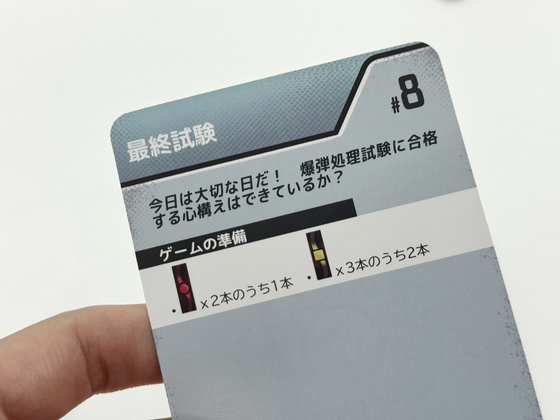 #8
最終試験
今日は大切な日だ！　爆弾処理試験に合格
する心構えはできているか？
ゲームの準備
・ x2本のうち1本 ・ x3本のうち2本